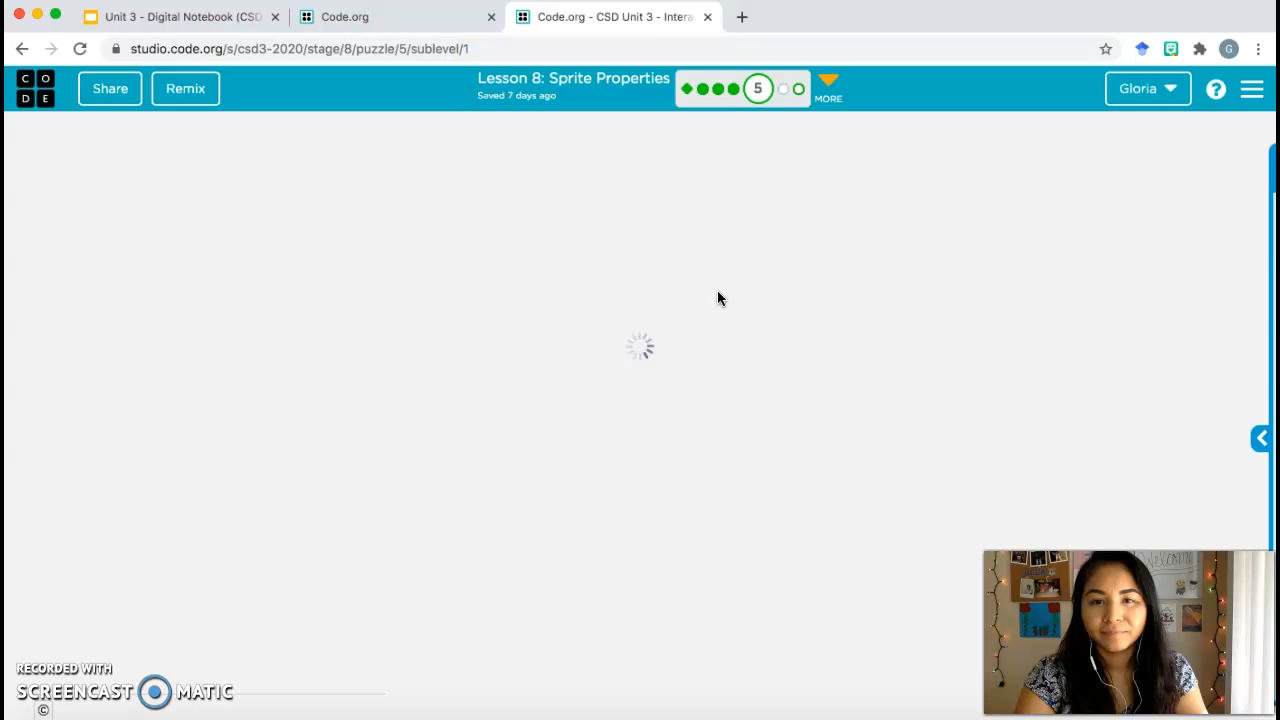 Unit 3 - Digital Notebook (CSD
Code.org
Code.org - CSD Unit 3 - Intera
studio.code.org/s/csd3-2020/stage/8/puzzle/5/sublevel/1
G
C O
D E
Share
Remix
Lesson 8: Sprite Properties
Saved 7 days ago
5
MORE
Gloria
?
Welcome
RECORDED WITH
SCREENCAST MATIC
©